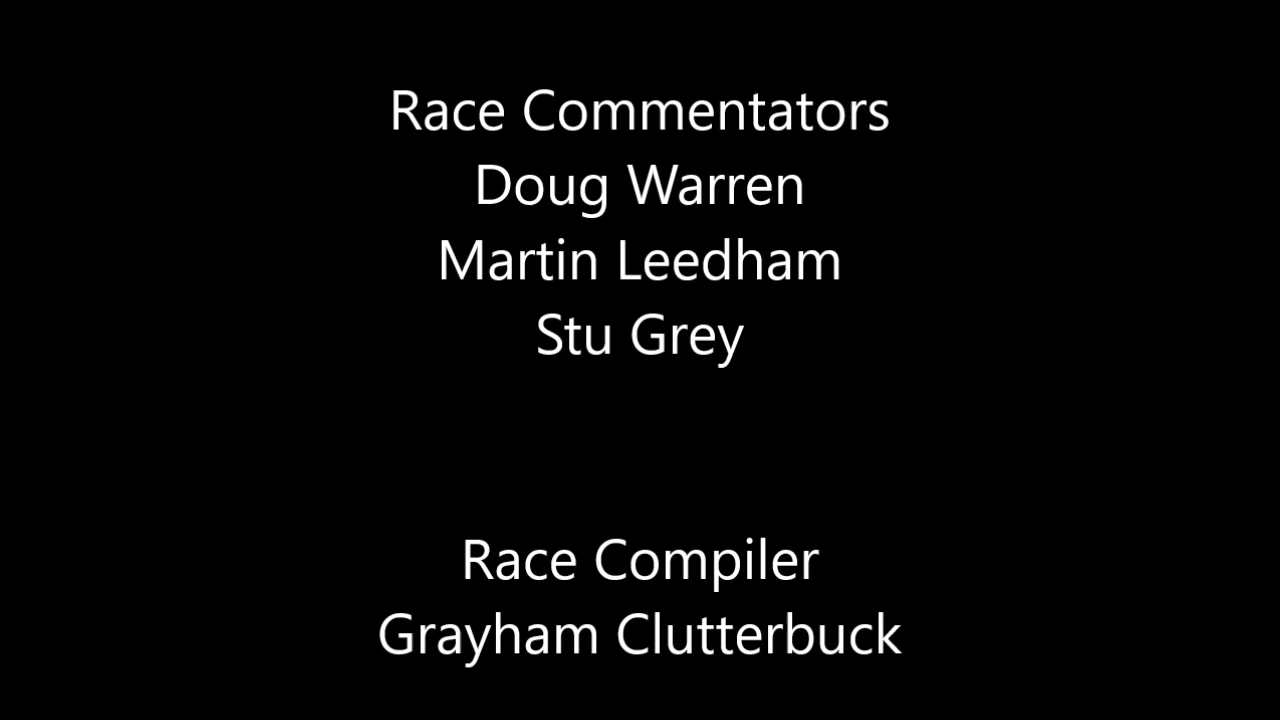 Race Commentators
Doug Warren
Martin Leedham
Stu Grey
Race Compiler
Grayham Clutterbuck